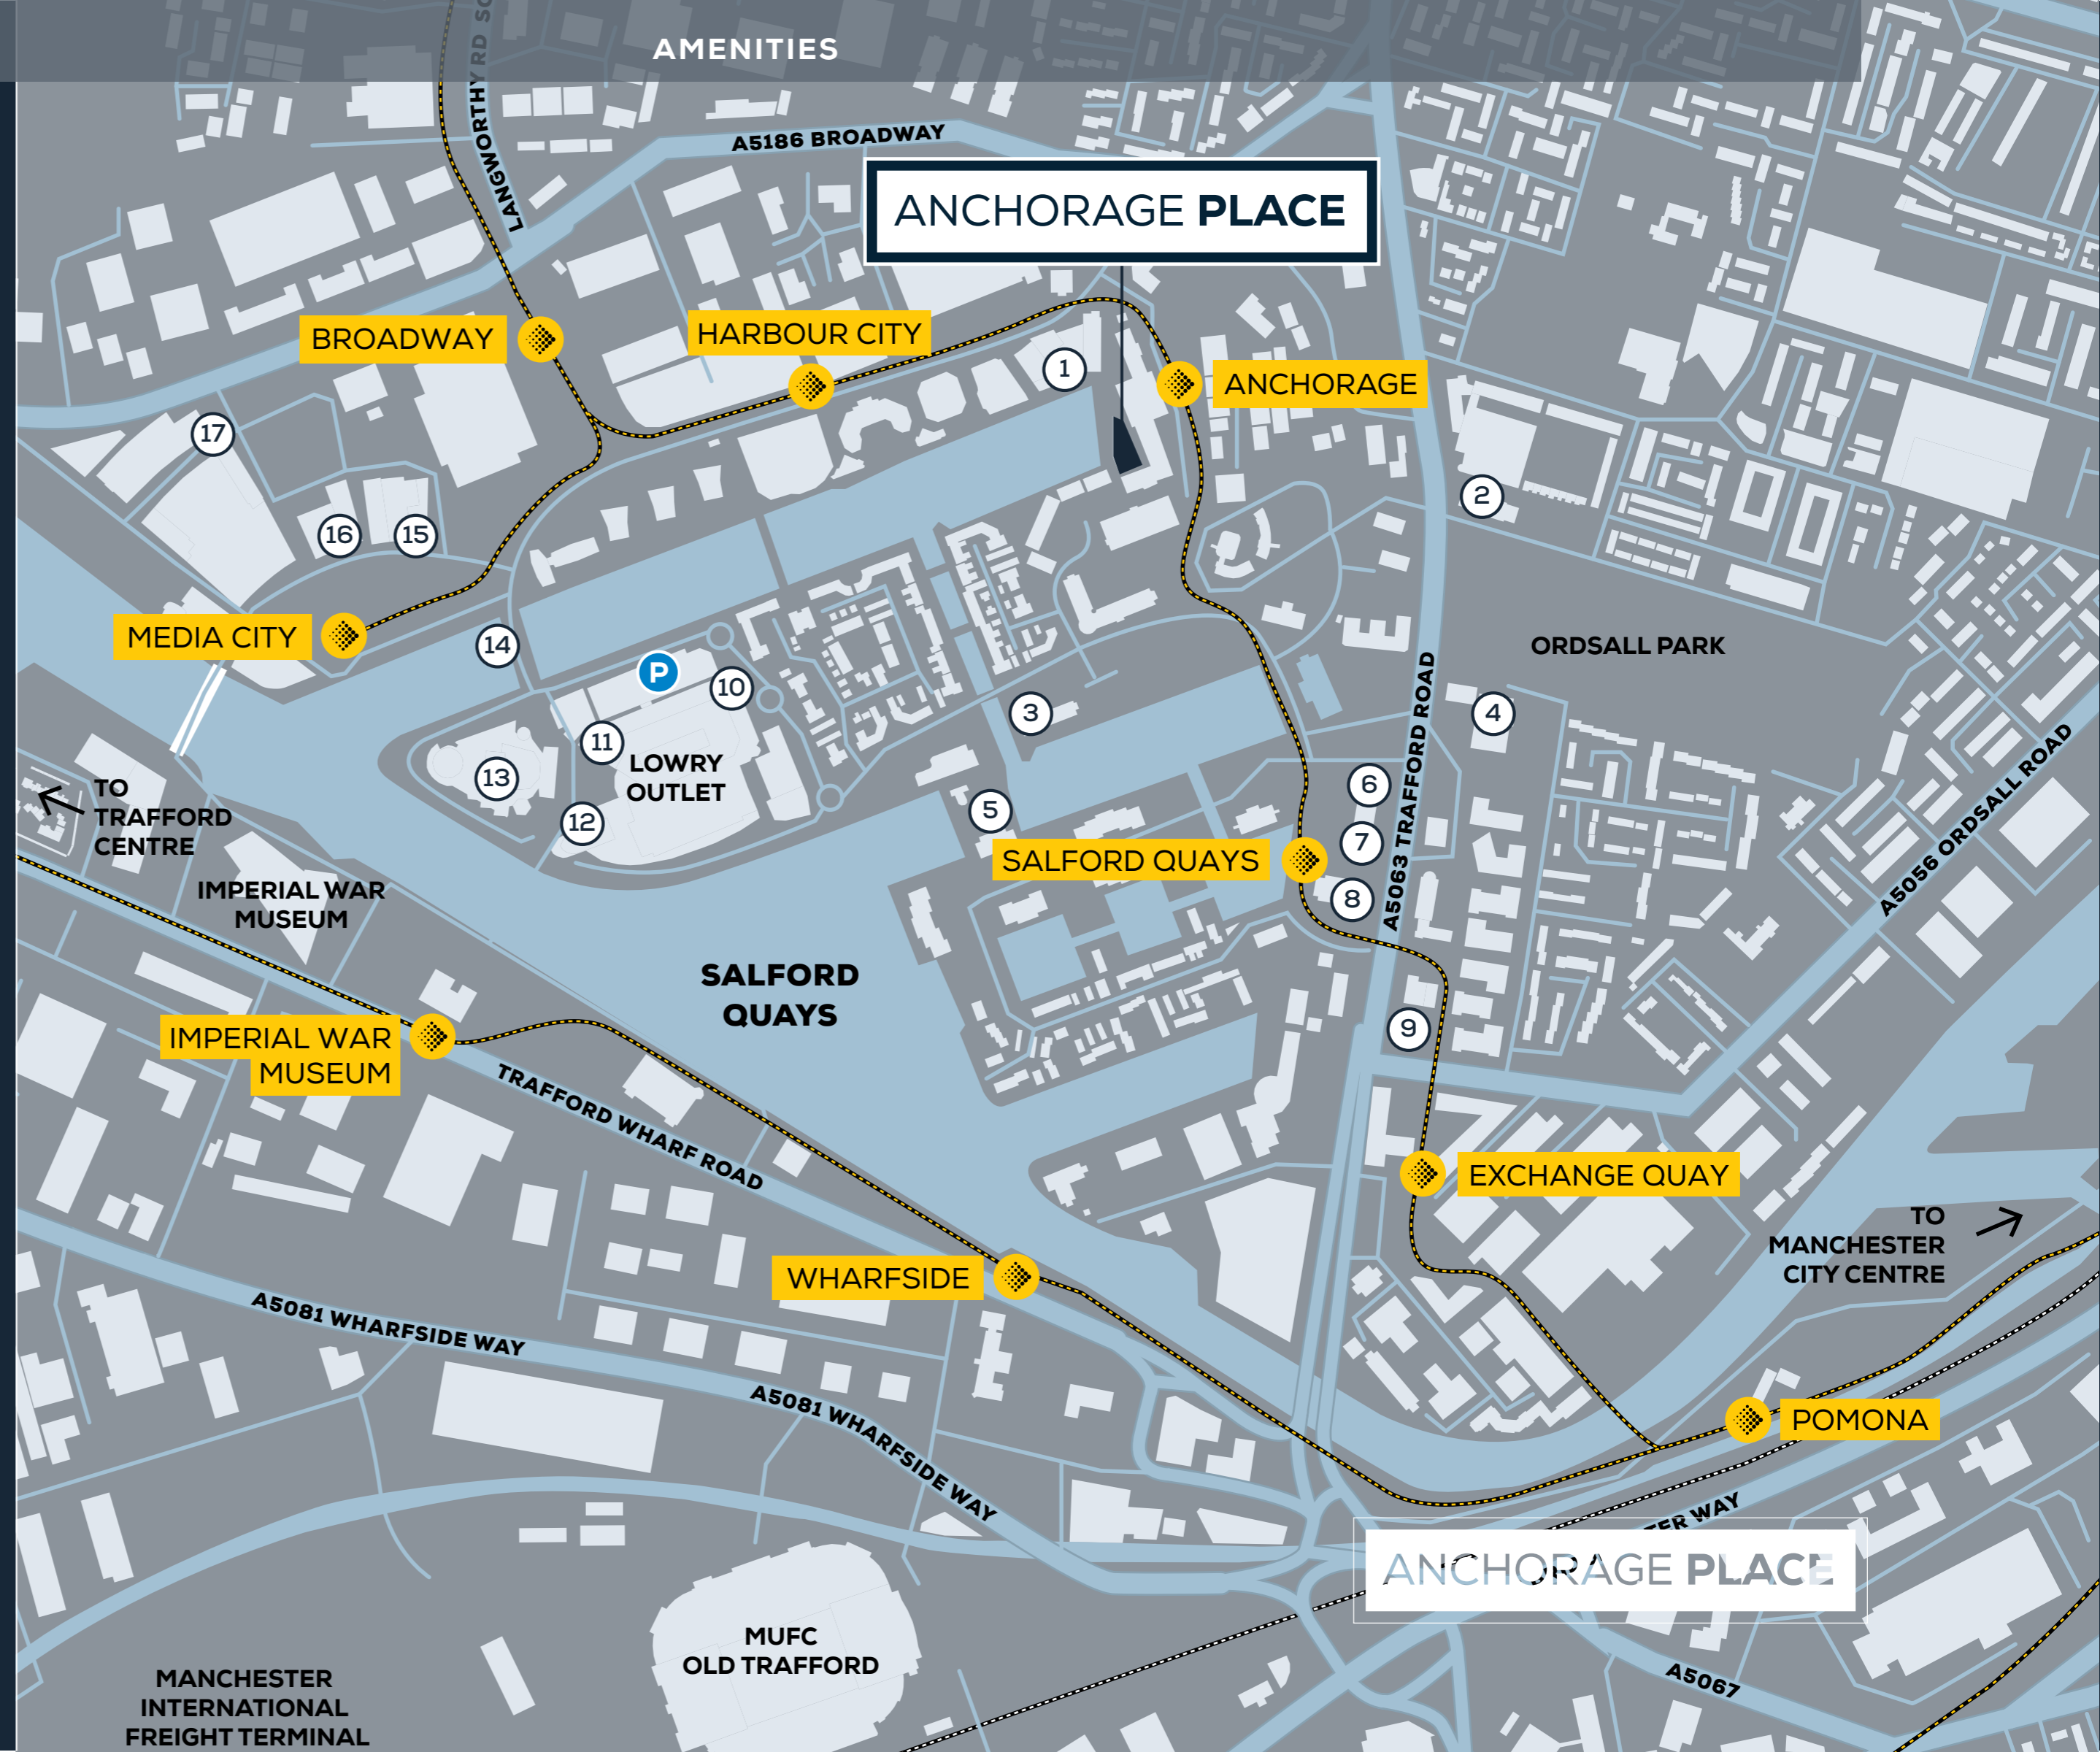 AMENITIES
LANGWORTHY RD
A5186 BROADWAY
ANCHORAGE PLACE
BROADWAY
HARBOUR CITY
ANCHORAGE
1
17
2
16
15
MEDIA CITY
14
P
10
ORDSALL PARK
3
4
11
LOWRY
OUTLET
13
12
TO
TRAFFORD
CENTRE
5
6
7
SALFORD QUAYS
8
A5063 TRAFFORD ROAD
A5056 ORDSALL ROAD
IMPERIAL WAR
MUSEUM
SALFORD
QUAYS
9
IMPERIAL WAR
MUSEUM
TRAFFORD WHARF ROAD
EXCHANGE QUAY
TO
MANCHESTER
CITY CENTRE
WHARFSIDE
A5081 WHARFSIDE WAY
A5081 WHARFSIDE WAY
POMONA
WAY
ANCHORAGE PLACE
MUFC
OLD TRAFFORD
A5067
MANCHESTER
INTERNATIONAL
FREIGHT TERMINAL